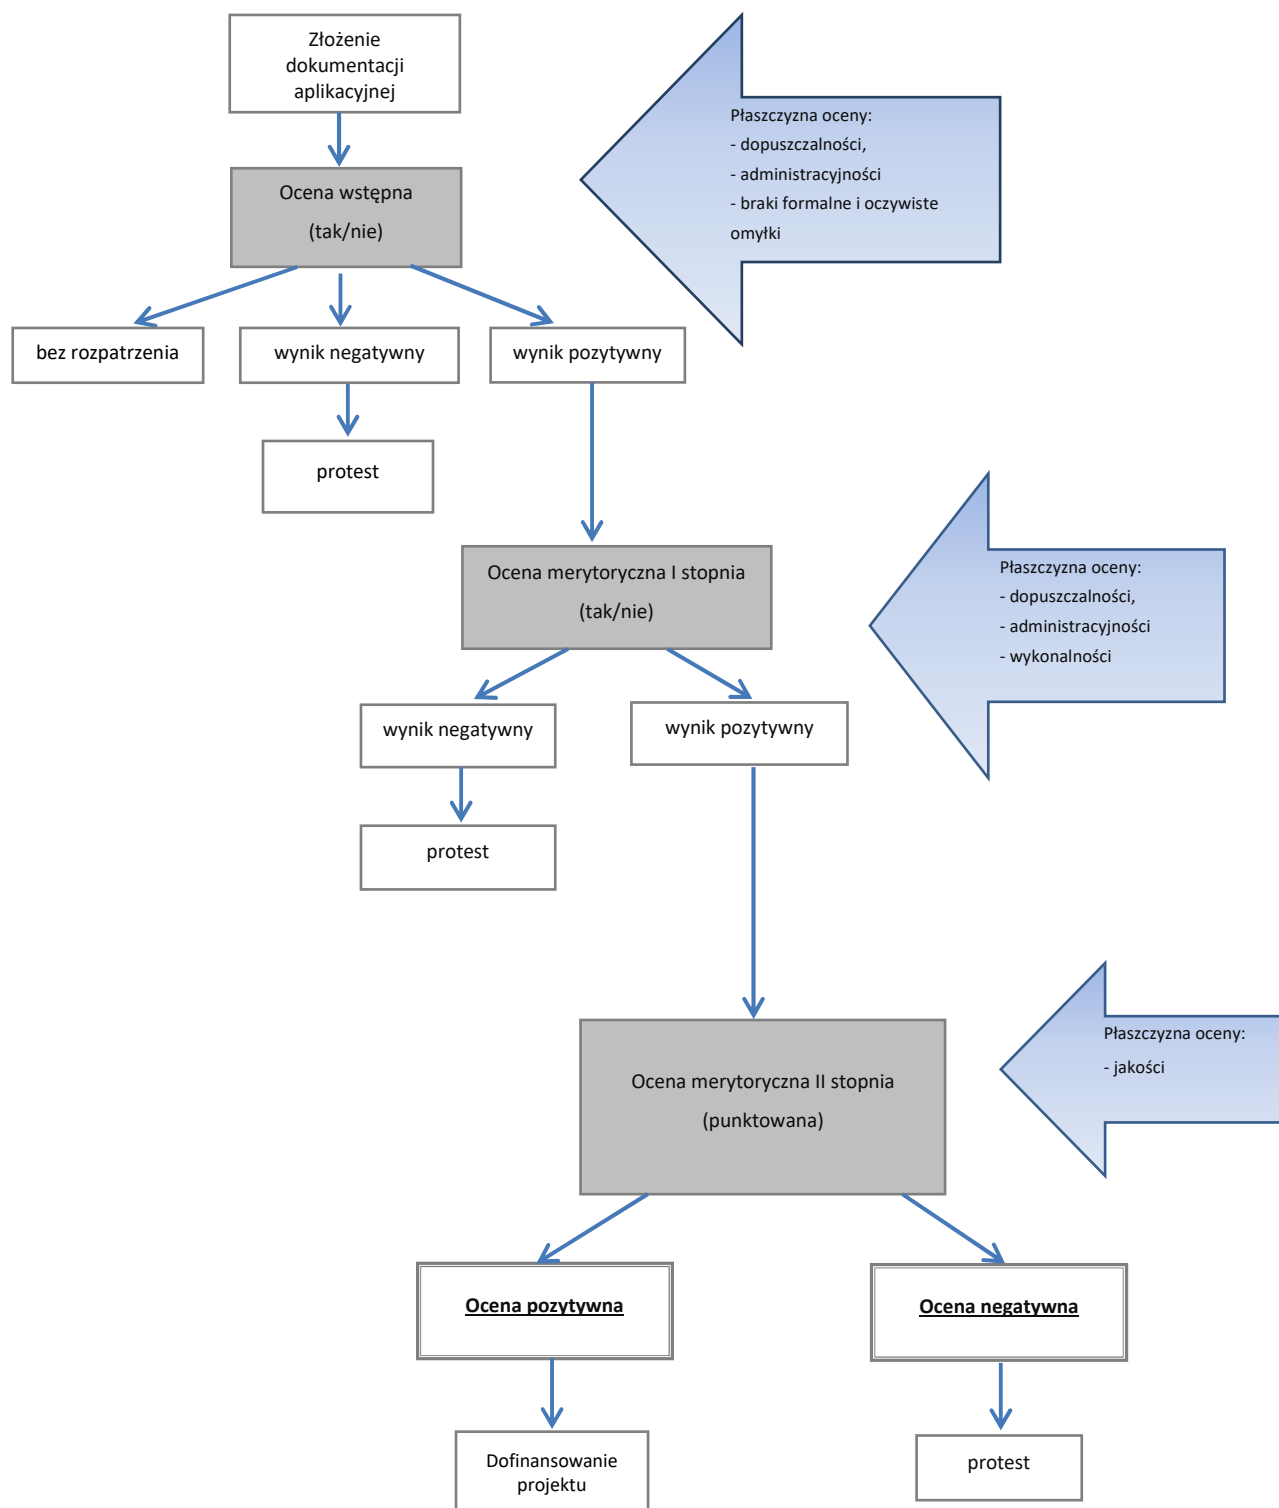 Złożenie
dokumentacji
aplikacyjnej
Płaszczyzna oceny:
- dopuszczalności,
- administracyjności
- braki formalne i oczywiste
omyłki
Ocena wstępna
(tak/nie)
bez rozpatrzenia
wynik negatywny
wynik pozytywny
protest
Ocena merytoryczna I stopnia
(tak/nie)
Płaszczyzna oceny:
- dopuszczalności,
- administracyjności
- wykonalności
wynik negatywny
wynik pozytywny
protest
Ocena merytoryczna II stopnia
(punktowana)
Płaszczyzna oceny:
- jakości
Ocena pozytywna
Ocena negatywna
Dofinansowanie
projektu
protest